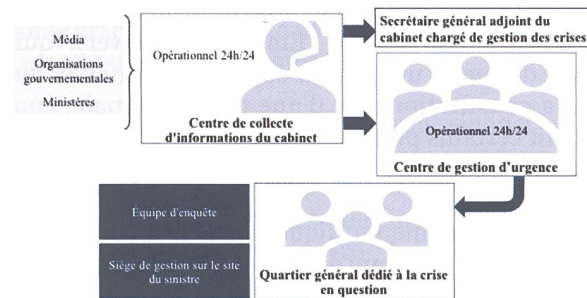 Média
Organisations
gouvernementales
Ministères
Opérationnel 24h/24
Centre de collecte
d'informations du cabinet
Secrétaire général adjoint du
cabinet chargé de gestion des crises
Opérationnel 24h/24
Centre de gestion d'urgence
Équipe d'enquête
Siège de gestion sur le site
du sinistre
Quartier général dédié à la crise
en question